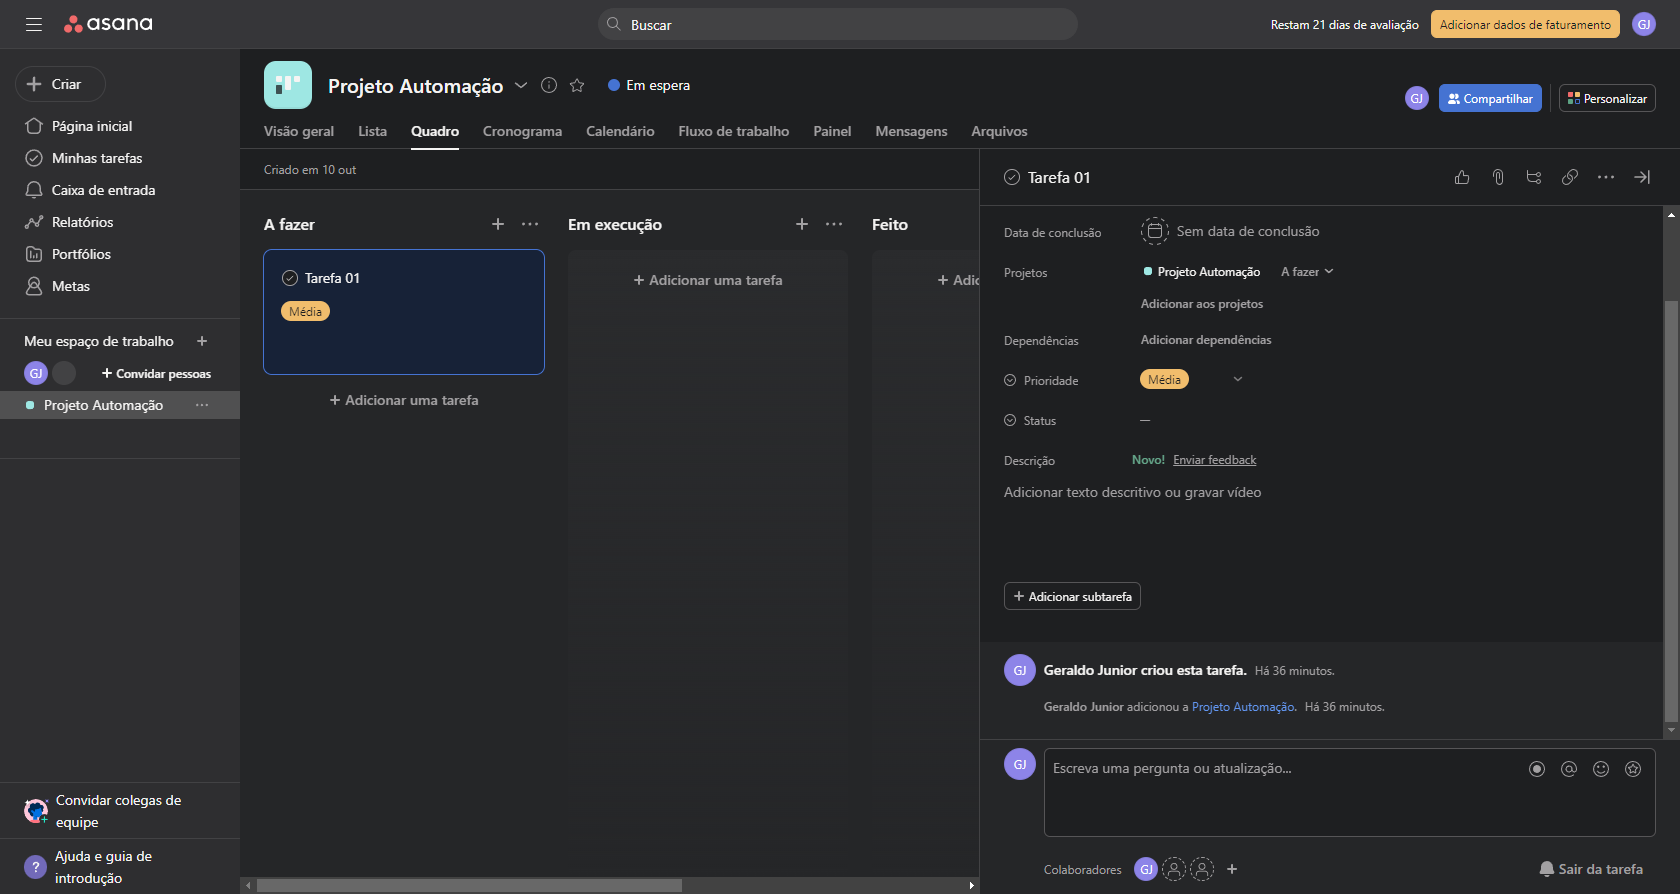 asana
Buscar
Restam 21 dias de avaliação
Adicionar dados de faturamento
GJ
Criar
Página inicial
Minhas tarefas
Caixa de entrada
Relatórios
Portfólios
Metas
Meu espaço de trabalho
GJ
+ Convidar pessoas
Projeto Automação
Convidar colegas de
equipe
?
Ajuda e guia de
introdução
Projeto Automação
Em espera
GJ
Compartilhar
Personalizar
Visão geral
Lista
Quadro
Cronograma
Calendário
Fluxo de trabalho
Painel
Mensagens
Arquivos
Criado em 10 out
A fazer
Tarefa 01
Média
+ Adicionar uma tarefa
Em execução
+ Adicionar uma tarefa
Feito
+ Adic
Tarefa 01
Data de conclusão
Sem data de conclusão
Projetos
Projeto Automação
A fazer
Adicionar aos projetos
Dependências
Adicionar dependências
Prioridade
Média
Status
—
Descrição
Novo! Enviar feedback
Adicionar texto descritivo ou gravar vídeo
+ Adicionar subtarefa
GJ
Geraldo Junior criou esta tarefa. Há 36 minutos.
Geraldo Junior adicionou a Projeto Automação. Há 36 minutos.
GJ
Escreva uma pergunta ou atualização...
Colaboradores
GJ
Sair da tarefa